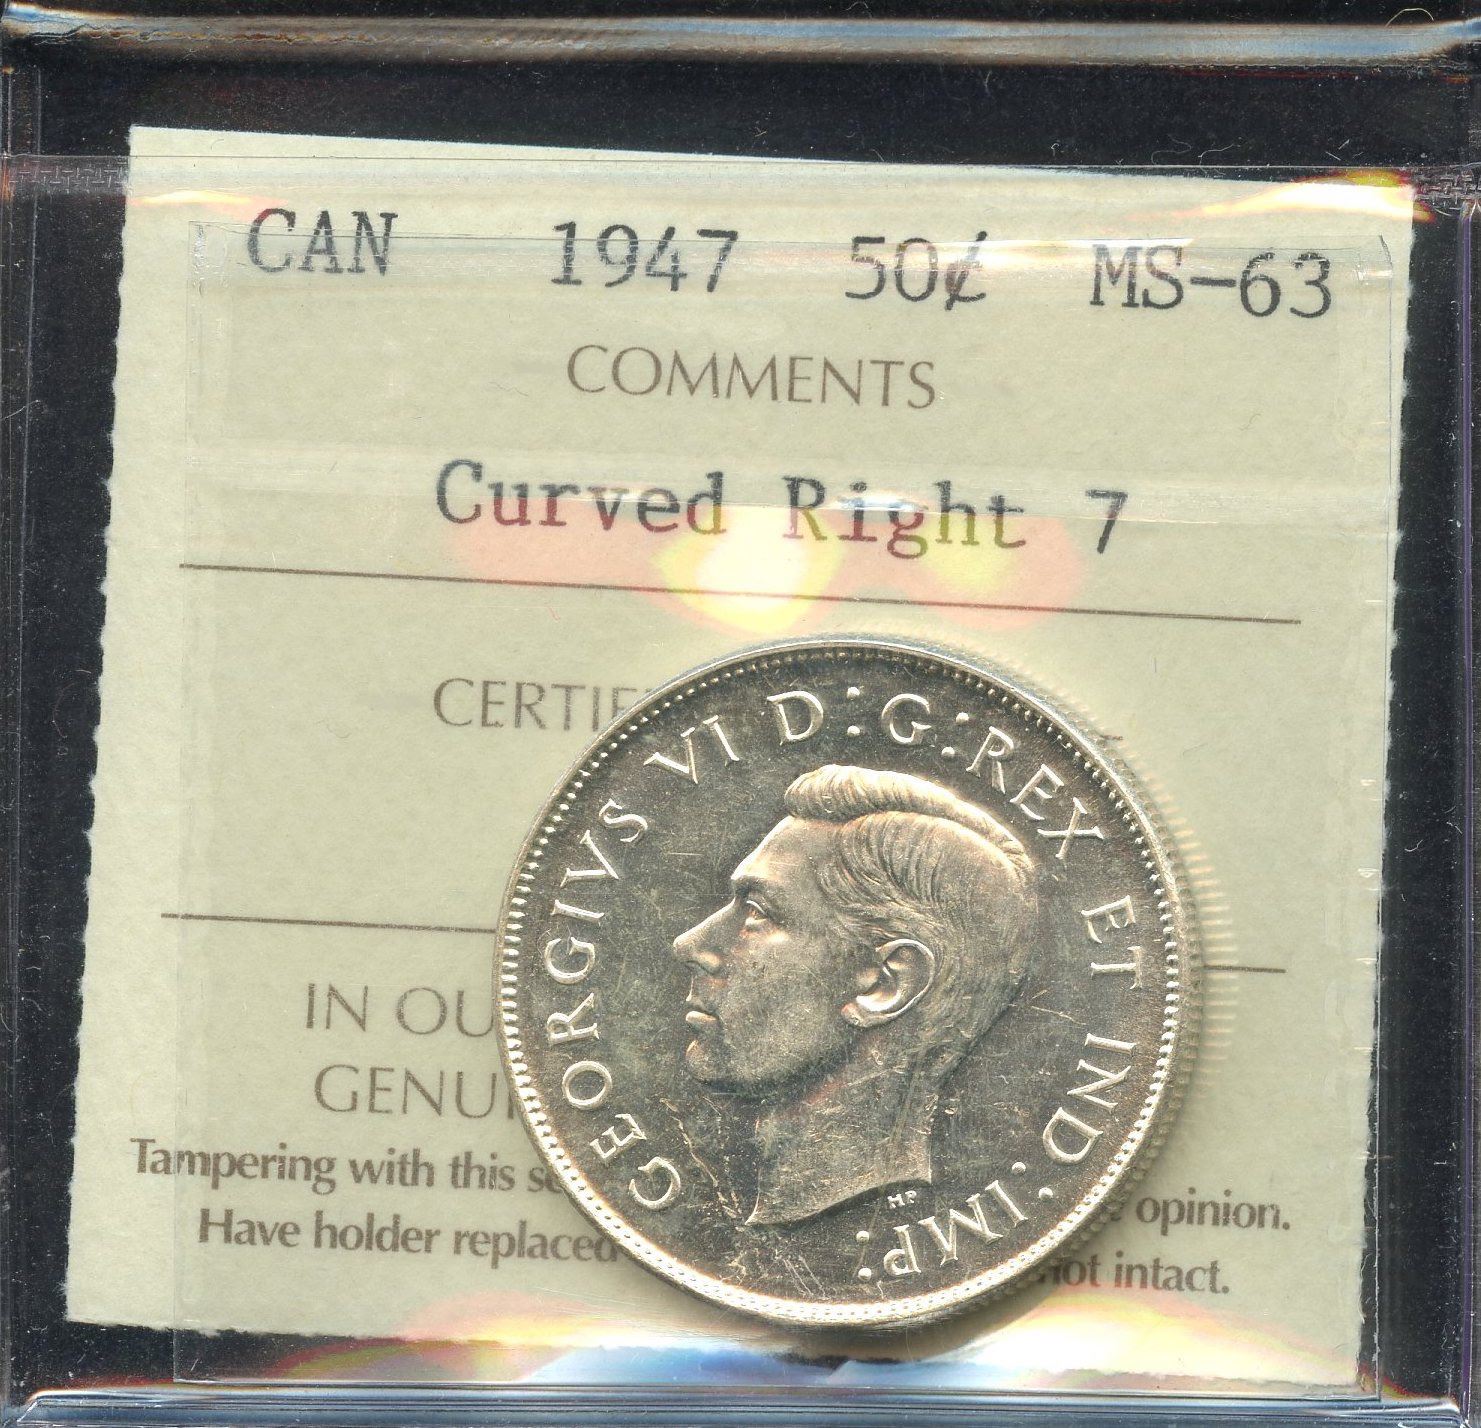 CAN 1947 50¢ MS-63
COMMENTS
Curved Right 7
CERTIF
IN OU
GENUI
Tampering with this se opinion.
Have holder replaced not intact.
GEORGIVS VI D:G:REX ET IND:IMP:
HP